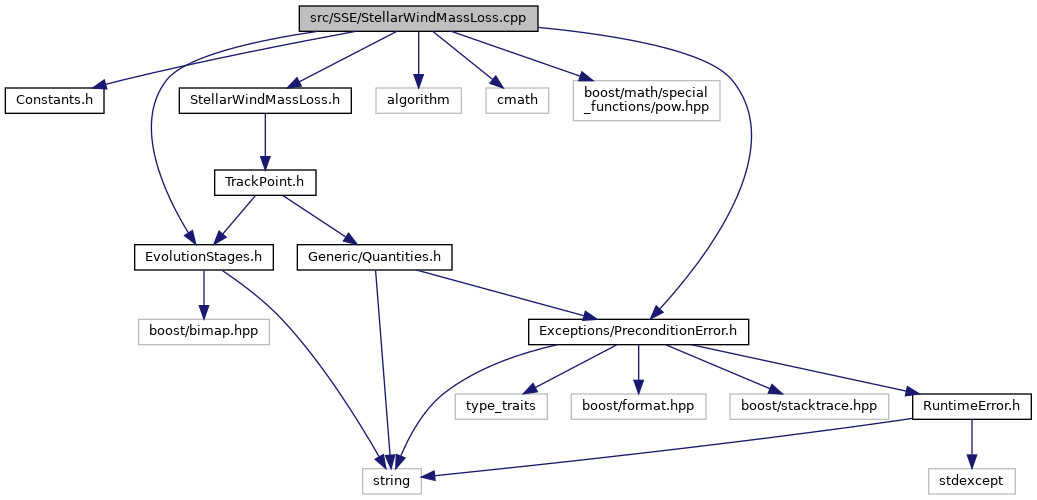 src/SSE/StellarWindMassLoss.cpp
Constants.h
StellarWindMassLoss.h
algorithm
cmath
boost/math/special
_functions/pow.hpp
TrackPoint.h
EvolutionStages.h
Generic/Quantities.h
boost/bimap.hpp
Exceptions/PreconditionError.h
type_traits
boost/format.hpp
boost/stacktrace.hpp
RuntimeError.h
string
stdexcept